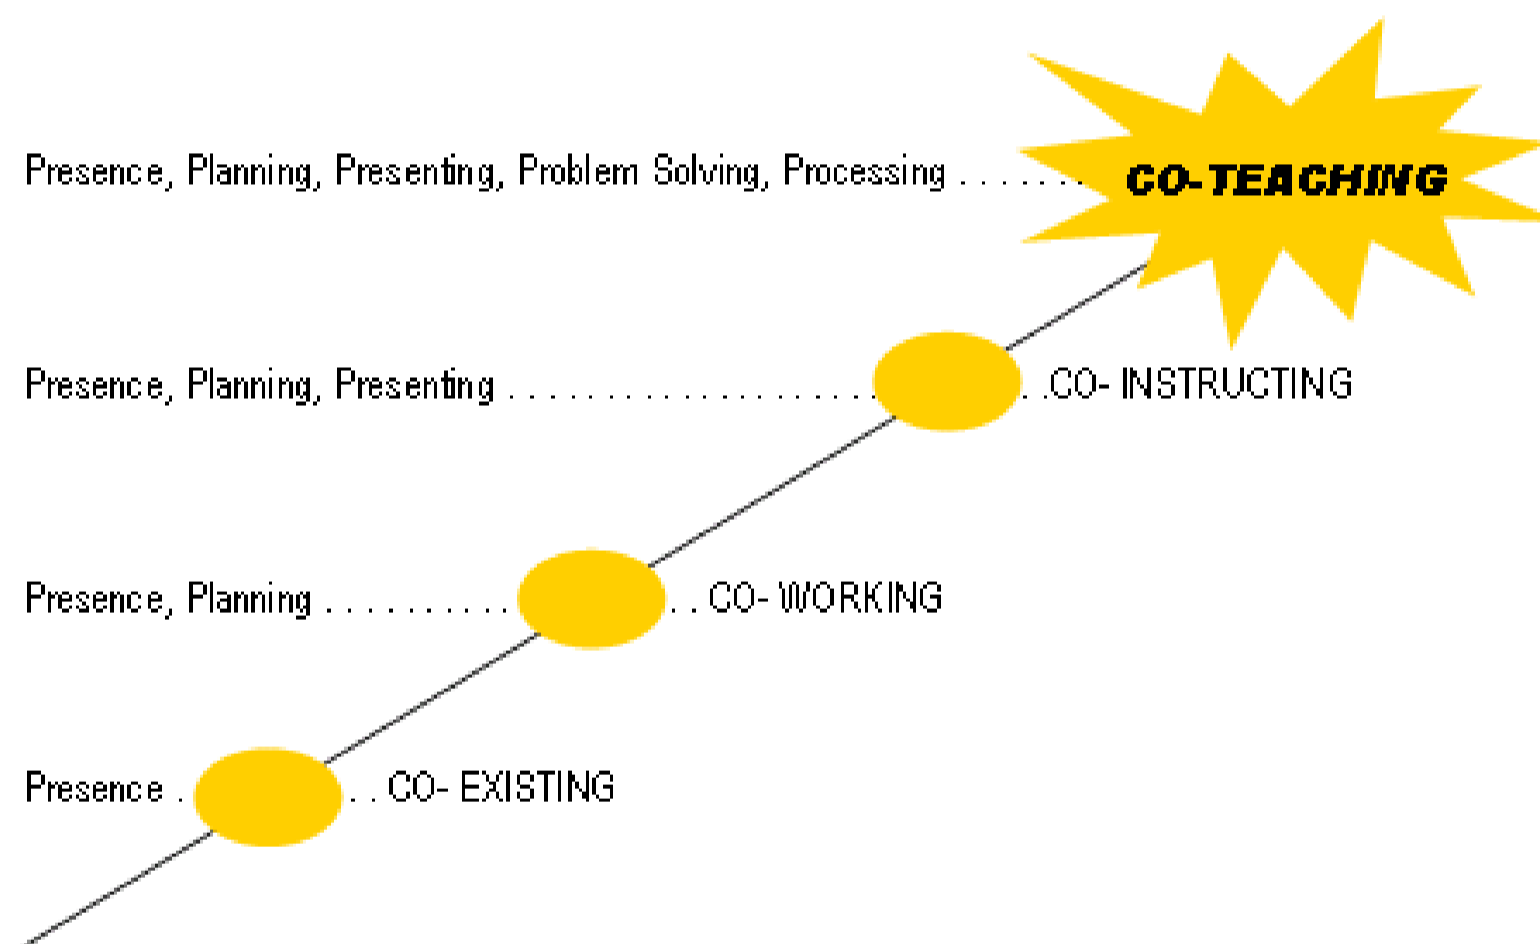 Presence, Planning, Presenting, Problem Solving, Processing . . . . . . . CO-TEACHING
Presence, Planning, Presenting . . . . . . . . . . . . . . . . . . . . . . . . .CO- INSTRUCTING
Presence, Planning . . . . . . . . . . . . . . CO- WORKING
Presence . . . CO- EXISTING